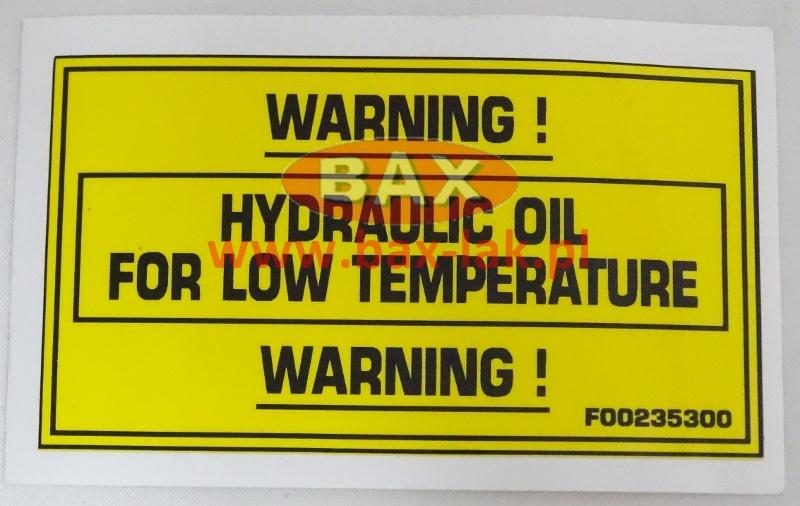 WARNING !
BAX
HYDRAULIC OIL
www.bax-lak.pl
FOR LOW TEMPERATURE
WARNING !
F00235300